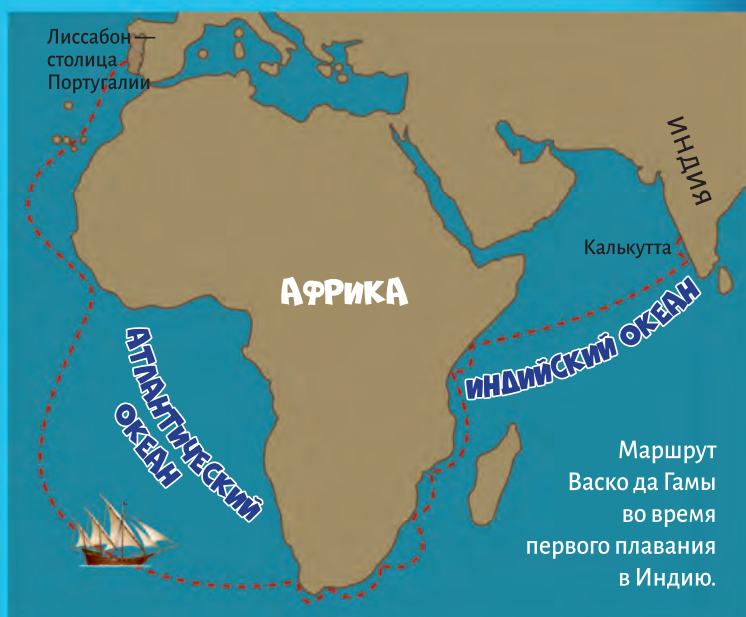 Лиссабон —
столица
Португалии
ИНДИЯ
Калькутта
АФРИКА
АТЛАНТИЧЕСКИЙ
ОКЕАН
ИНДИЙСКИЙ ОКЕАН
Маршрут
Васко да Гамы
во время
первого плавания
в Индию.